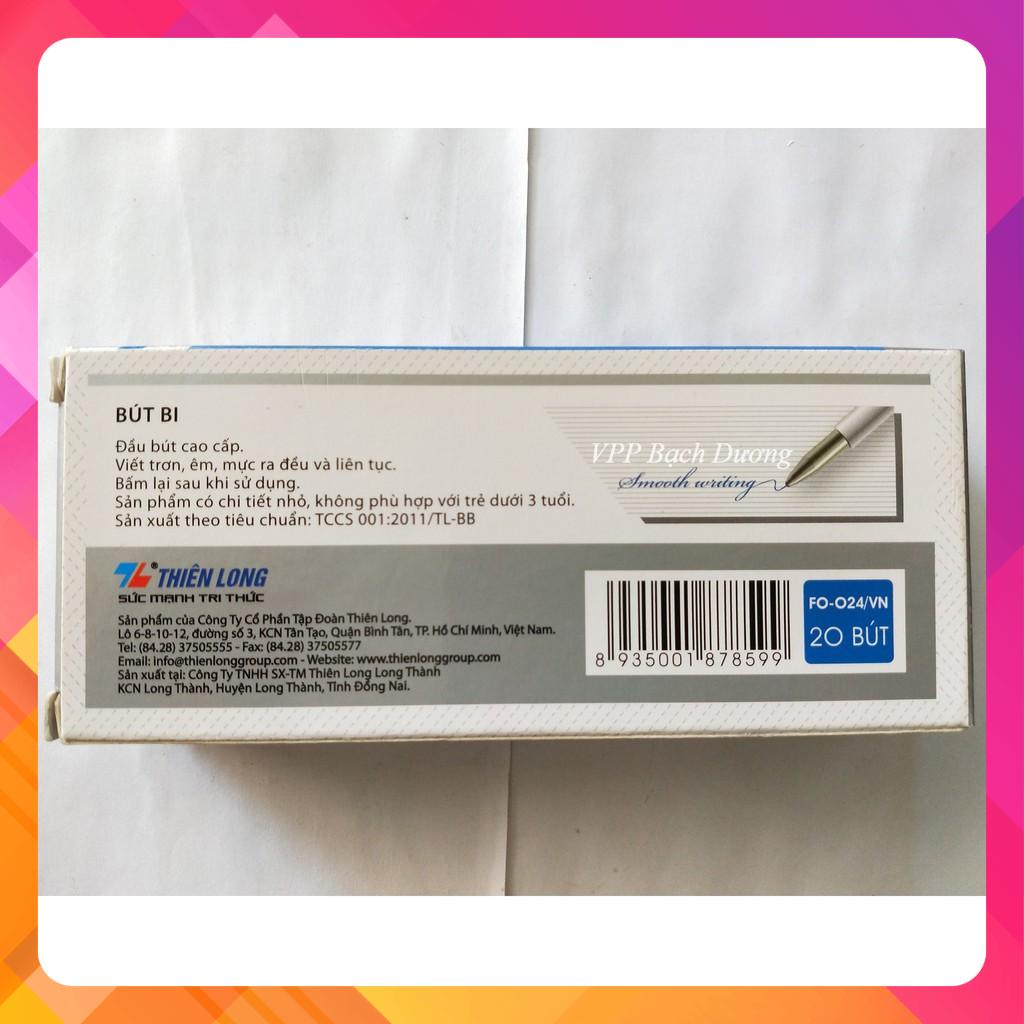 BÚT BI
Đầu bút cao cấp.
Viết trơn, êm, mực ra đều và liên tục.
Bấm lại sau khi sử dụng.
Sản phẩm có chi tiết nhỏ, không phù hợp với trẻ dưới 3 tuổi.
Sản xuất theo tiêu chuẩn: TCCS 001:2011/TL-BB
VPP Bạch Dương
Smooth writing
TL® THIÊN LONG
SỨC MẠNH TRI THỨC
Sản phẩm của Công Ty Cổ Phần Tập Đoàn Thiên Long.
Lô 6-8-10-12, đường số 3, KCN Tân Tạo, Quận Bình Tân, TP. Hồ Chí Minh, Việt Nam.
Tel: (84.28) 37505555 - Fax: (84.28) 37505577
Email: info@thienlonggroup.com - Website: www.thienlonggroup.com
Sản xuất tại: Công Ty TNHH SX-TM Thiên Long Long Thành
KCN Long Thành, Huyện Long Thành, Tỉnh Đồng Nai.
8 935001 878599
FO-024/VN
20 BÚT